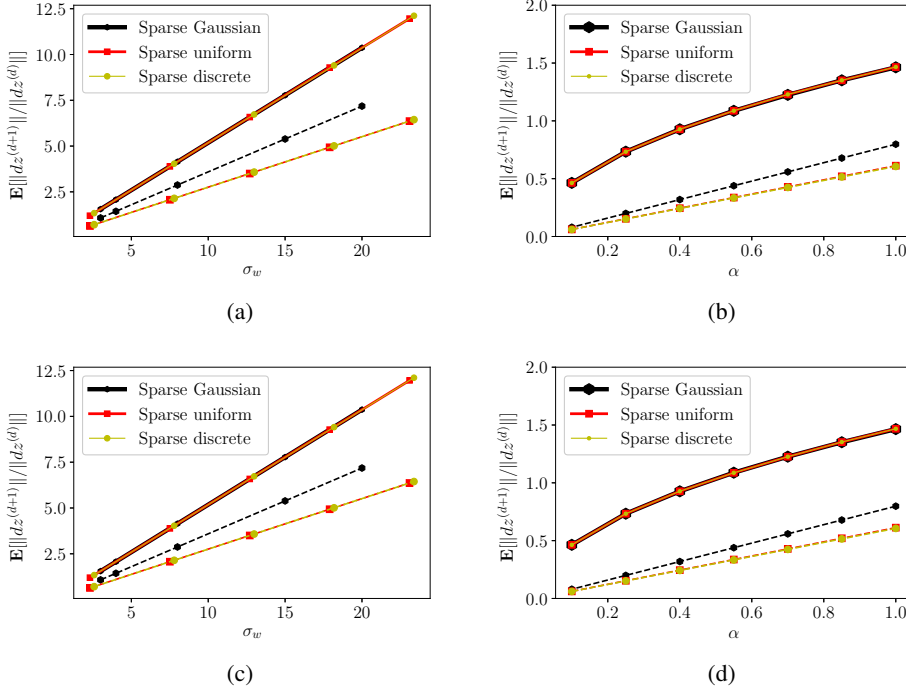 12.5
10.0
7.5
5.0
2.5
E[||dz^(d+1)||/||dz^(d)||]
Sparse Gaussian
Sparse uniform
Sparse discrete
5
10
15
20
σ_w
(a)
2.0
1.5
1.0
0.5
0.0
E[||dz^(d+1)||/||dz^(d)||]
Sparse Gaussian
Sparse uniform
Sparse discrete
0.2
0.4
0.6
0.8
1.0
α
(b)
12.5
10.0
7.5
5.0
2.5
E[||dz^(d+1)||/||dz^(d)||]
Sparse Gaussian
Sparse uniform
Sparse discrete
5
10
15
20
σ_w
(c)
2.0
1.5
1.0
0.5
0.0
E[||dz^(d+1)||/||dz^(d)||]
Sparse Gaussian
Sparse uniform
Sparse discrete
0.2
0.4
0.6
0.8
1.0
α
(d)